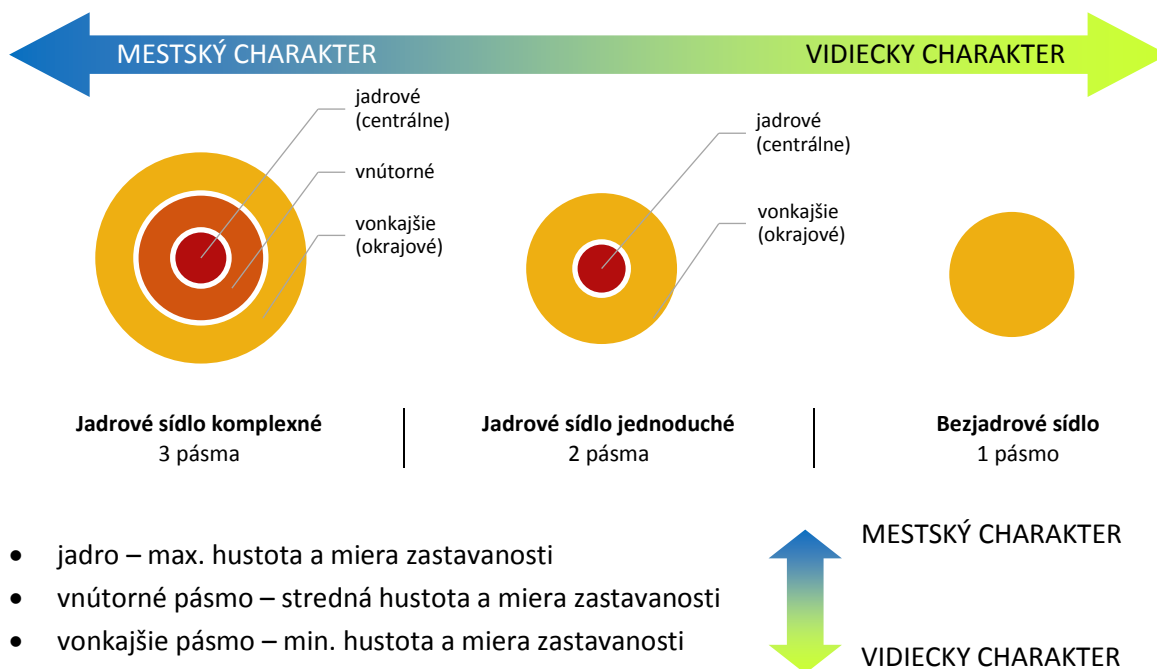 MESTSKÝ CHARAKTER
VIDIECKY CHARAKTER
jadrové
(centrálne)
vnútorné
vonkajšie
(okrajové)
jadrové
(centrálne)
vonkajšie
(okrajové)
Jadrové sídlo komplexné
3 pásma
Jadrové sídlo jednoduché
2 pásma
Bezjadrové sídlo
1 pásmo
• jadro – max. hustota a miera zastavanosti
• vnútorné pásmo – stredná hustota a miera zastavanosti
• vonkajšie pásmo – min. hustota a miera zastavanosti
MESTSKÝ CHARAKTER
VIDIECKY CHARAKTER